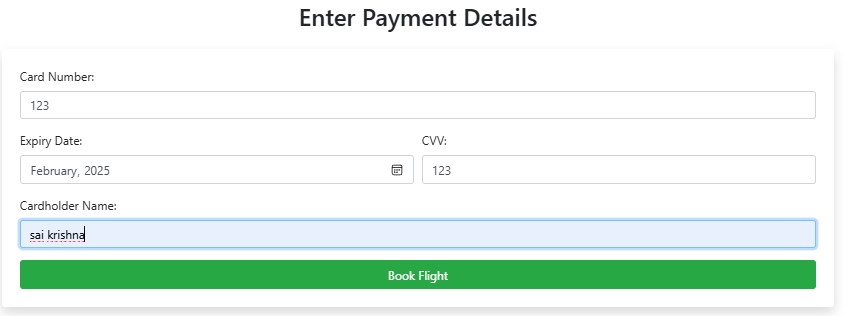 Enter Payment Details
Card Number:
123
Expiry Date: CVV:
February, 2025 123
Cardholder Name:
sai krishna
Book Flight